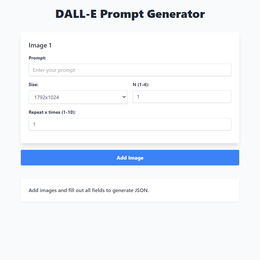 DALL-E Prompt Generator
Image 1
Prompt:
Enter your prompt
Size: N (1-4):
1792x1024 1
Repeat x times (1-10):
1
Add Image
Add images and fill out all fields to generate JSON.